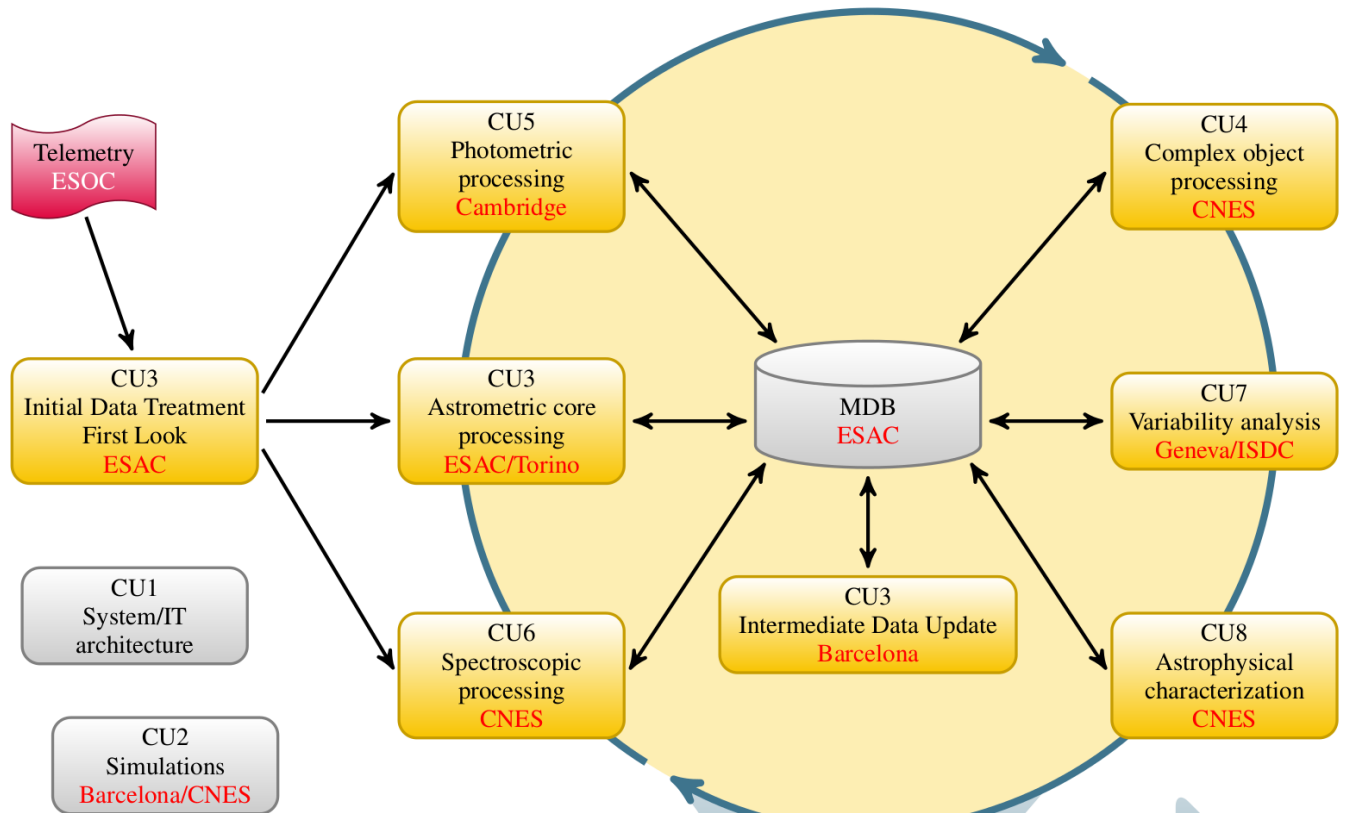 Telemetry
ESOC
CU3
Initial Data Treatment
First Look
ESAC
CU1
System/IT
architecture
CU2
Simulations
Barcelona/CNES
CU5
Photometric
processing
Cambridge
CU3
Astrometric core
processing
ESAC/Torino
CU6
Spectroscopic
processing
CNES
MDB
ESAC
CU3
Intermediate Data Update
Barcelona
CU4
Complex object
processing
CNES
CU7
Variability analysis
Geneva/ISDC
CU8
Astrophysical
characterization
CNES